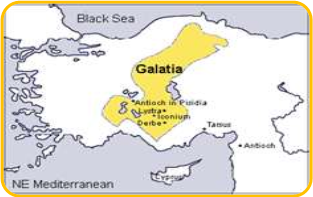 Black Sea
Galatia
Antioch in Pisidia
Lystra
Iconium
Derbe
Tarsus
Antioch
Cyprus
NE Mediterranean